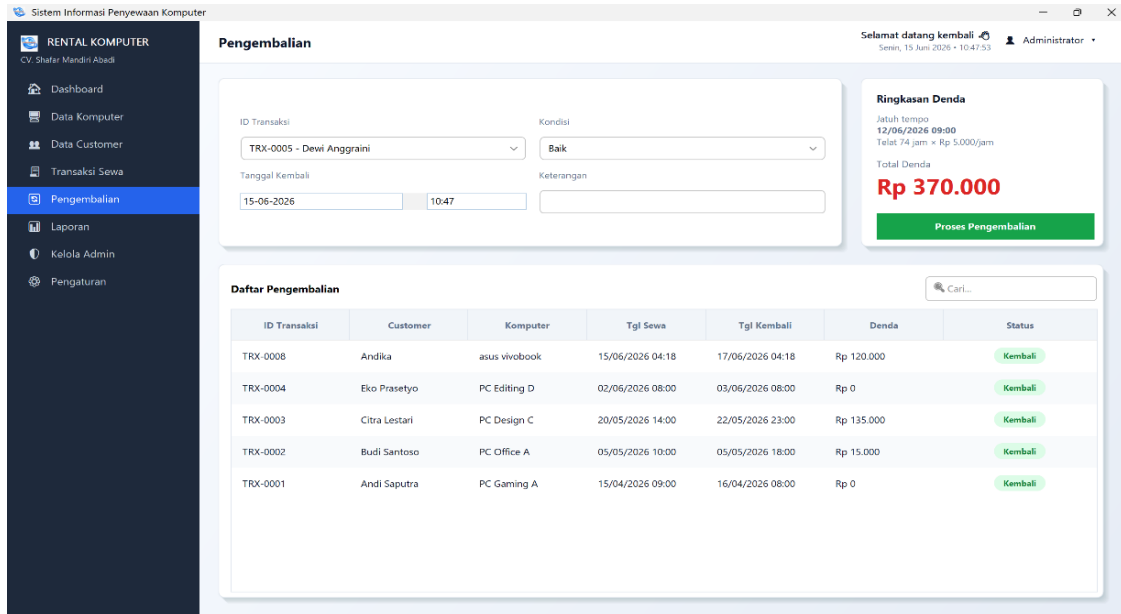 Sistem Informasi Penyewaan Komputer
RENTAL KOMPUTER
CV. Shafar Mandiri Abadi
Dashboard
Data Komputer
Data Customer
Transaksi Sewa
Pengembalian
Laporan
Kelola Admin
Pengaturan
Pengembalian
Selamat datang kembali
Senin, 15 Juni 2026 • 10:47:53
Administrator
ID Transaksi
Kondisi
TRX-0005 - Dewi Anggraini
Baik
Tanggal Kembali
Keterangan
15-06-2026 10:47
Ringkasan Denda
Jatuh tempo
12/06/2026 09:00
Telat 74 jam × Rp 5.000/jam
Total Denda
Rp 370.000
Proses Pengembalian
Daftar Pengembalian
Cari...
ID Transaksi Customer Komputer Tgl Sewa Tgl Kembali Denda Status
TRX-0008 Andika asus vivobook 15/06/2026 04:18 17/06/2026 04:18 Rp 120.000 Kembali
TRX-0004 Eko Prasetyo PC Editing D 02/06/2026 08:00 03/06/2026 08:00 Rp 0 Kembali
TRX-0003 Citra Lestari PC Design C 20/05/2026 14:00 22/05/2026 23:00 Rp 135.000 Kembali
TRX-0002 Budi Santoso PC Office A 05/05/2026 10:00 05/05/2026 18:00 Rp 15.000 Kembali
TRX-0001 Andi Saputra PC Gaming A 15/04/2026 09:00 16/04/2026 08:00 Rp 0 Kembali